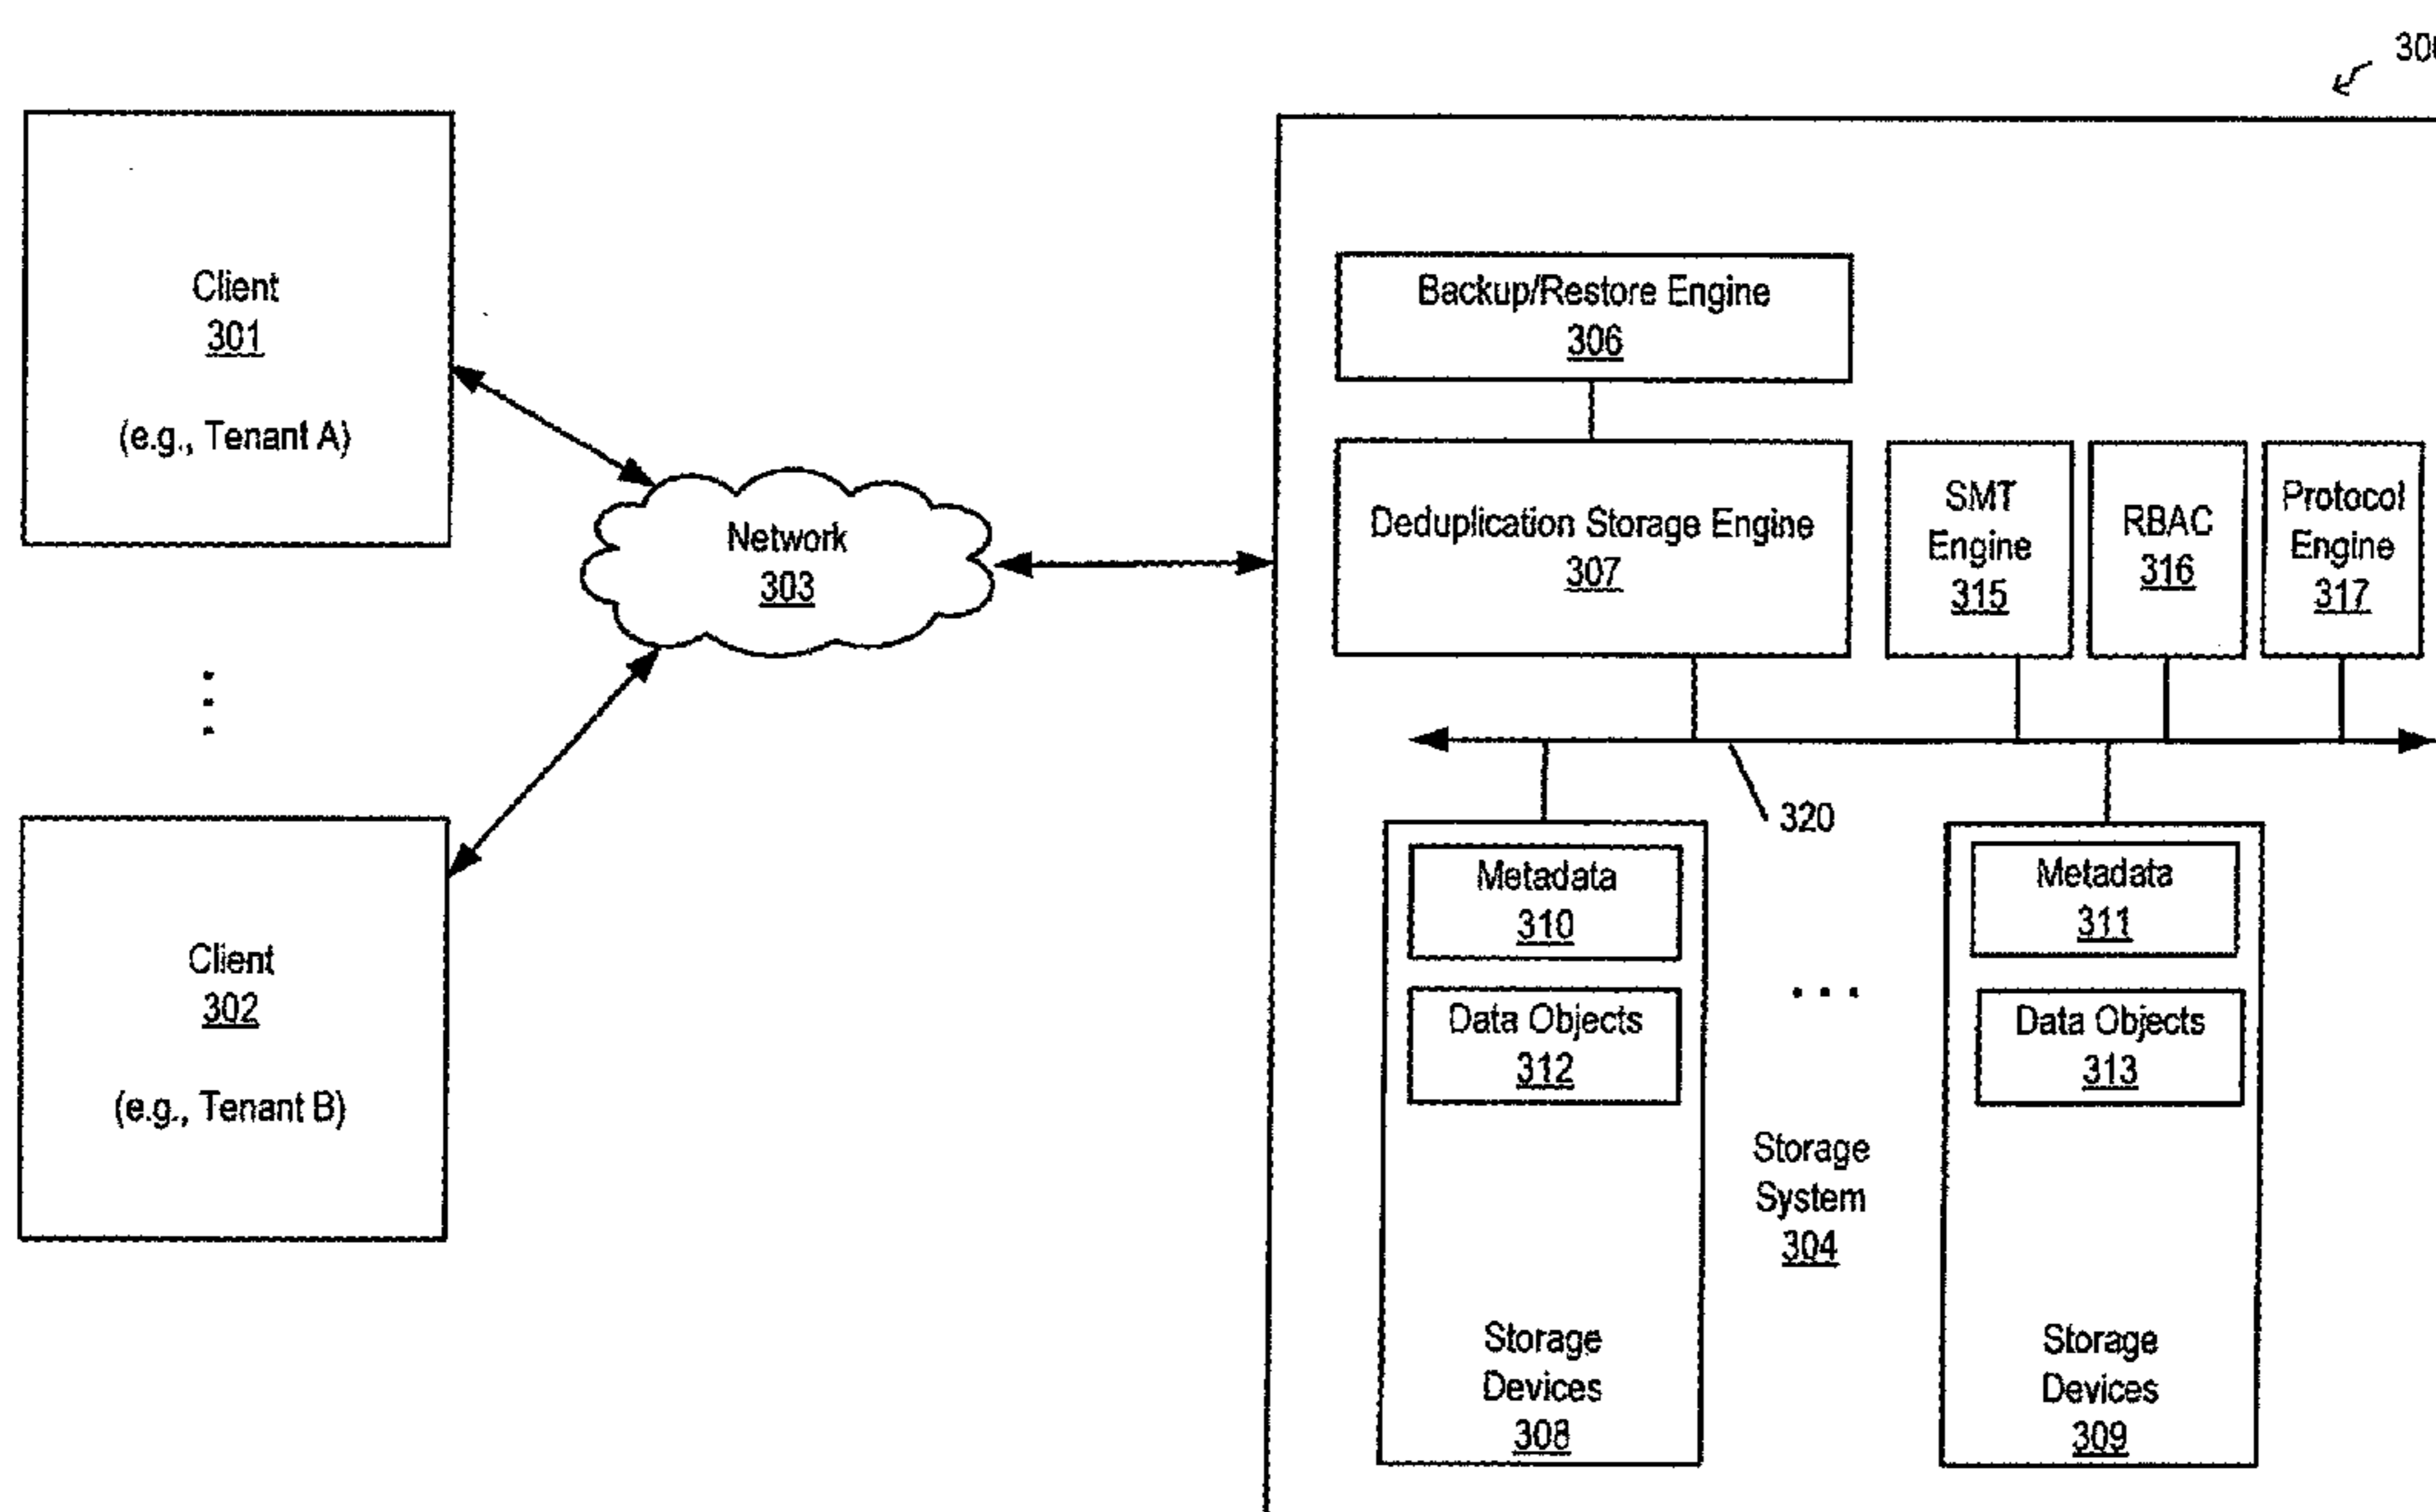 300
Client
301
(e.g., Tenant A)
Network
303
Client
302
(e.g., Tenant B)
Backup/Restore Engine
306
Deduplication Storage Engine
307
SMT
Engine
315
RBAC
316
Protocol
Engine
317
320
Metadata
310
Data Objects
312
Storage
Devices
308
. . .
Storage
System
304
Metadata
311
Data Objects
313
Storage
Devices
309